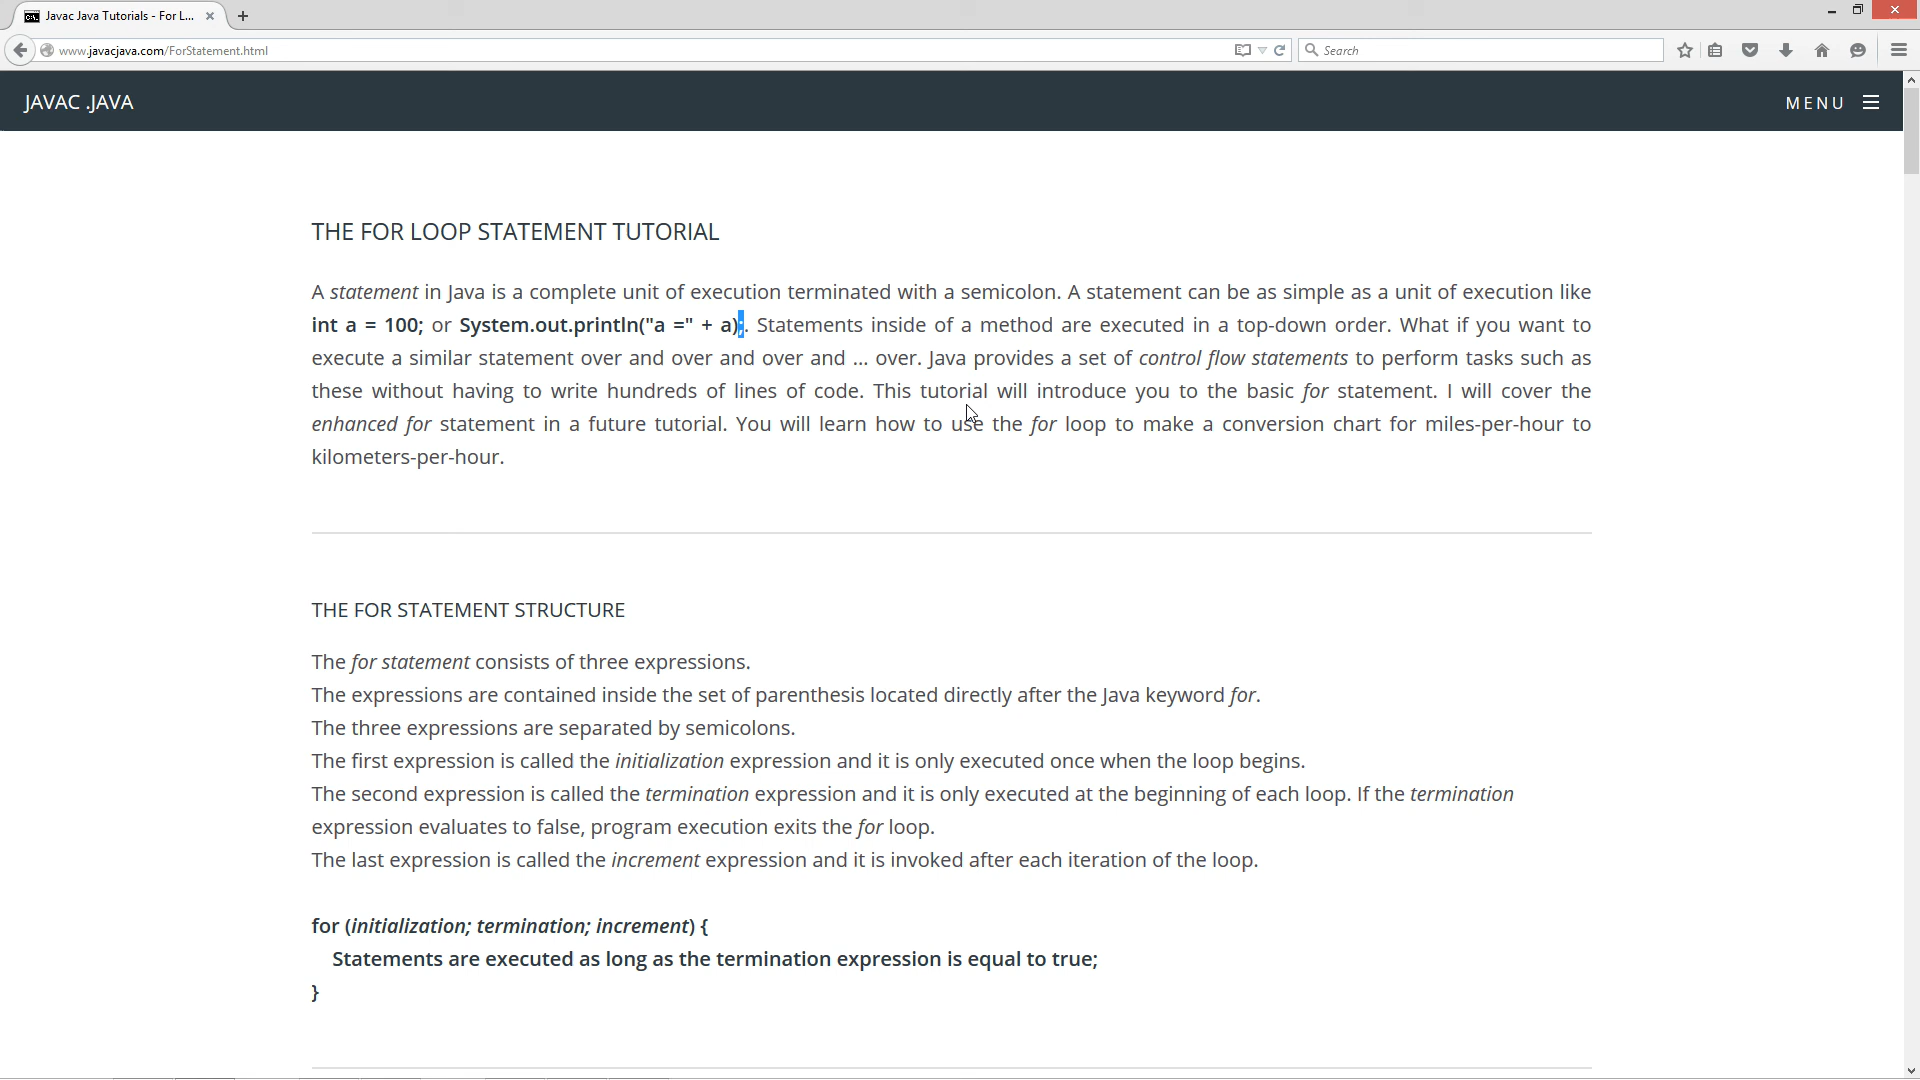 Javac Java Tutorials - For L...
www.javacjava.com/ForStatement.html
Search
JAVAC .JAVA
MENU
THE FOR LOOP STATEMENT TUTORIAL
A statement in Java is a complete unit of execution terminated with a semicolon. A statement can be as simple as a unit of execution like
int a = 100; or System.out.println("a =" + a);. Statements inside of a method are executed in a top-down order. What if you want to
execute a similar statement over and over and over and ... over. Java provides a set of control flow statements to perform tasks such as
these without having to write hundreds of lines of code. This tutorial will introduce you to the basic for statement. I will cover the
enhanced for statement in a future tutorial. You will learn how to use the for loop to make a conversion chart for miles-per-hour to
kilometers-per-hour.
THE FOR STATEMENT STRUCTURE
The for statement consists of three expressions.
The expressions are contained inside the set of parenthesis located directly after the Java keyword for.
The three expressions are separated by semicolons.
The first expression is called the initialization expression and it is only executed once when the loop begins.
The second expression is called the termination expression and it is only executed at the beginning of each loop. If the termination
expression evaluates to false, program execution exits the for loop.
The last expression is called the increment expression and it is invoked after each iteration of the loop.
for (initialization; termination; increment) {
Statements are executed as long as the termination expression is equal to true;
}